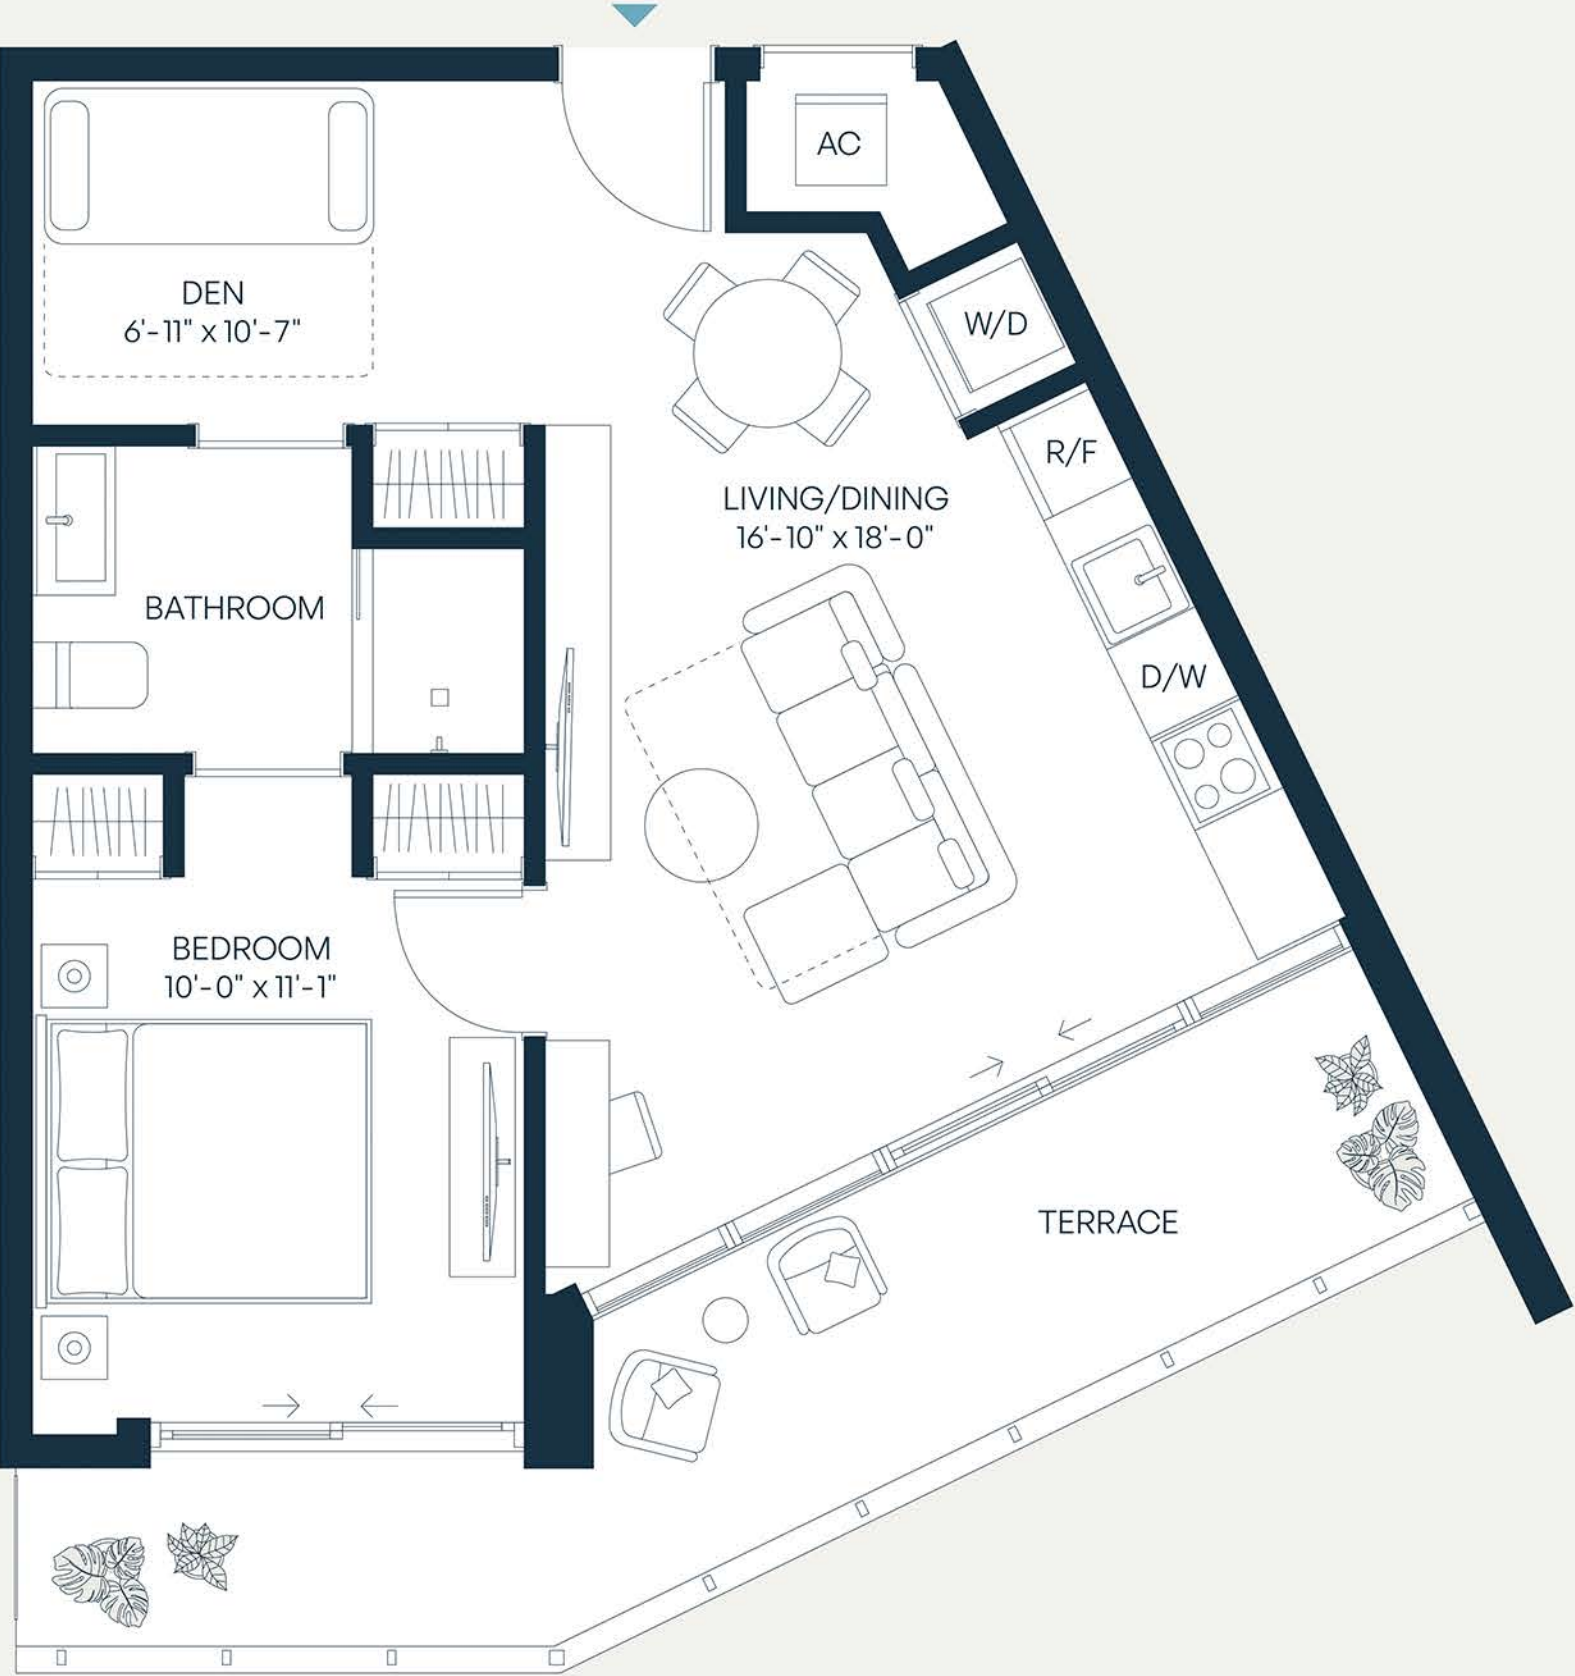 AC
DEN
6'-11" x 10'-7"
W/D
R/F
LIVING/DINING
16'-10" x 18'-0"
BATHROOM
D/W
BEDROOM
10'-0" x 11'-1"
TERRACE